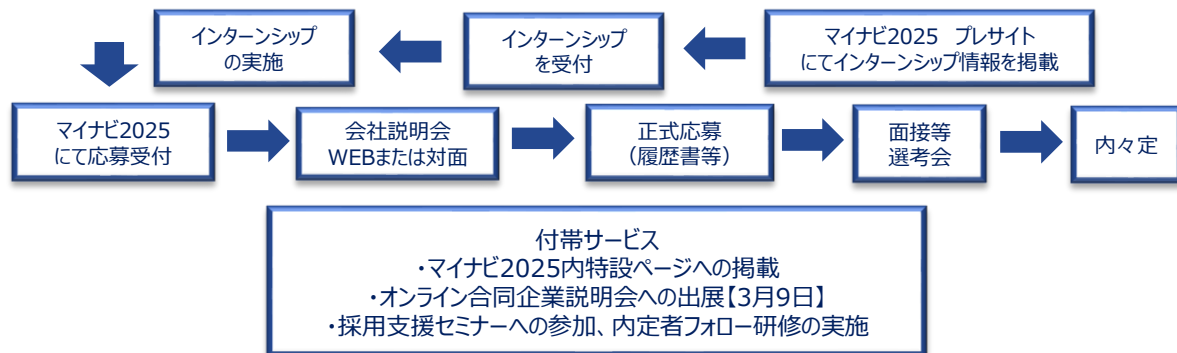 マイナビ2025　プレサイト
にてインターンシップ情報を掲載
インターンシップ
を受付
インターンシップ
の実施
マイナビ2025
にて応募受付
会社説明会
WEBまたは対面
正式応募
（履歴書等）
面接等
選考会
内々定
付帯サービス
・マイナビ2025内特設ページへの掲載
・オンライン合同企業説明会への出展【3月9日】
・採用支援セミナーへの参加、内定者フォロー研修の実施